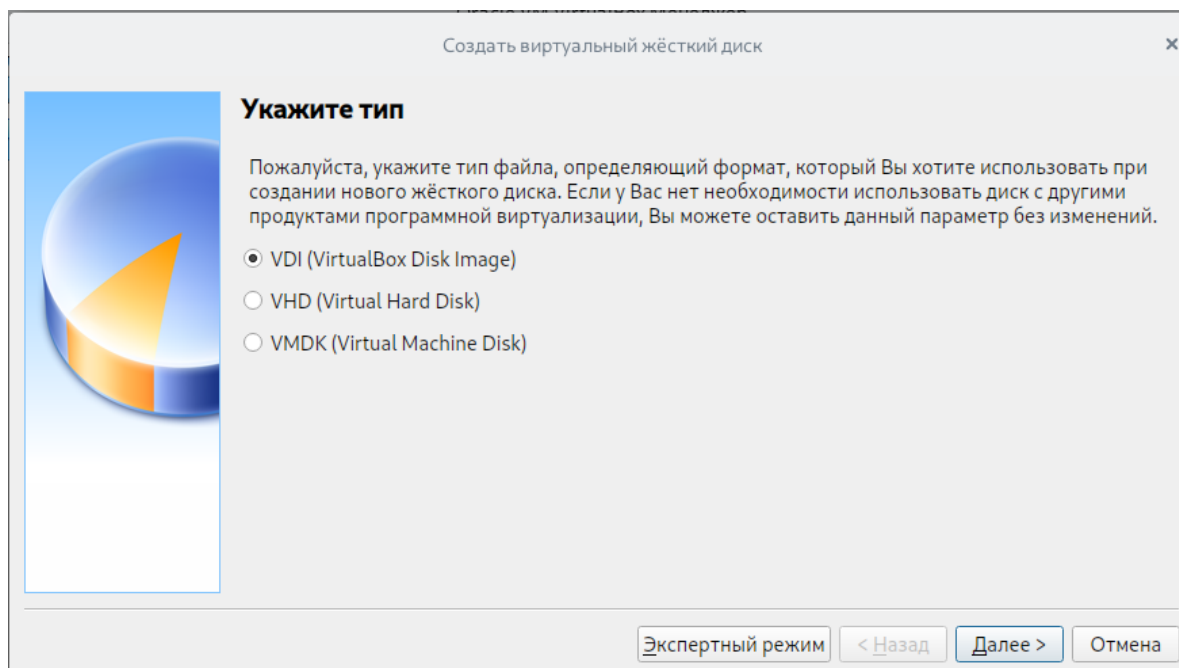 Создать виртуальный жёсткий диск
Укажите тип
Пожалуйста, укажите тип файла, определяющий формат, который Вы хотите использовать при
создании нового жёсткого диска. Если у Вас нет необходимости использовать диск с другими
продуктами программной виртуализации, Вы можете оставить данный параметр без изменений.
VDI (VirtualBox Disk Image)
VHD (Virtual Hard Disk)
VMDK (Virtual Machine Disk)
Экспертный режим < Назад Далее > Отмена